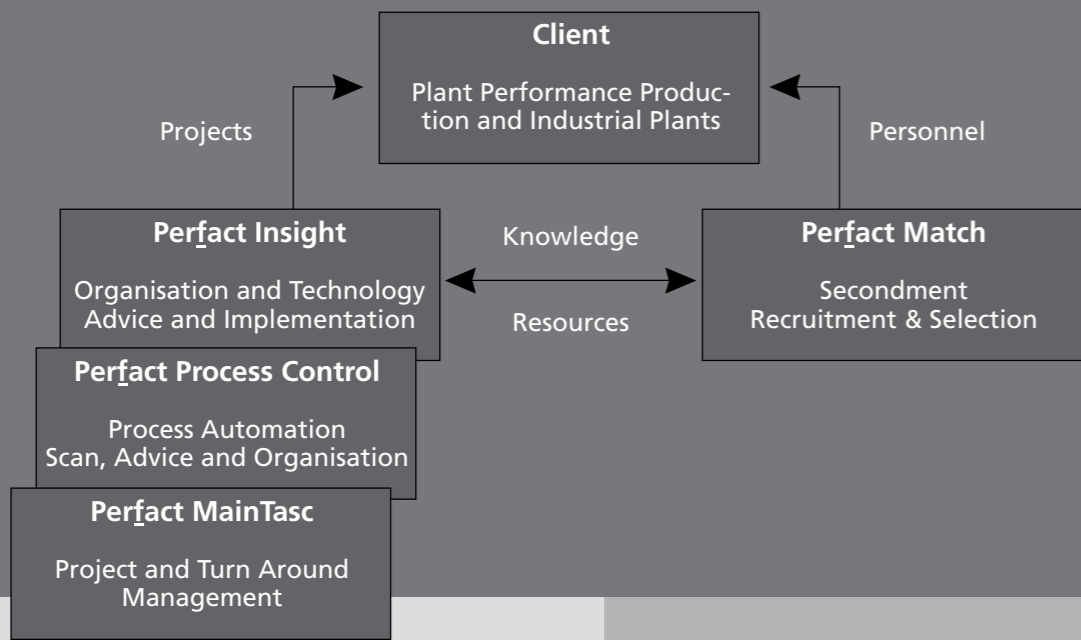 Client
Plant Performance Produc-
tion and Industrial Plants
Projects
Personnel
Perfact Insight
Organisation and Technology
Advice and Implementation
Knowledge
Resources
Perfact Match
Secondment
Recruitment & Selection
Perfact Process Control
Process Automation
Scan, Advice and Organisation
Perfact MainTasc
Project and Turn Around
Management